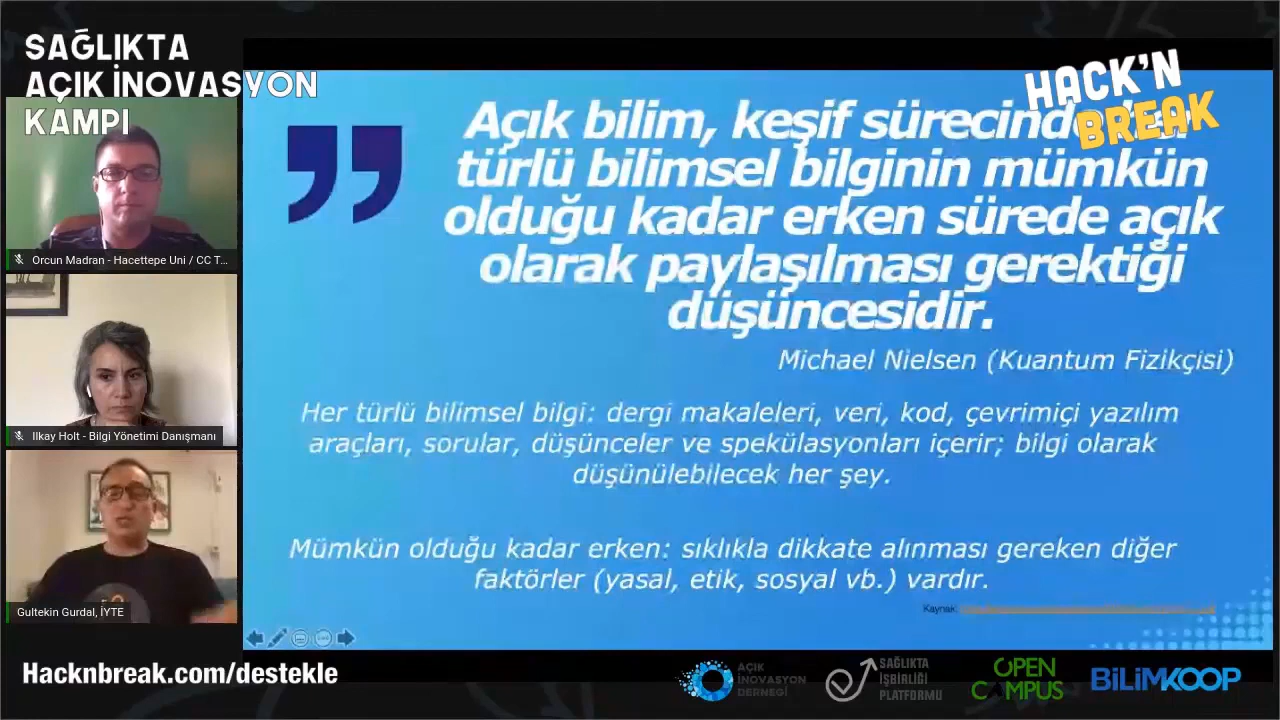 SAĞLIKTA
AÇIK İNOVASYON
KAMPI
HACK'N
BREAK
Açık bilim, keşif sürecinde
türlü bilimsel bilginin mümkün
olduğu kadar erken sürede açık
olarak paylaşılması gerektiği
düşüncesidir.
Michael Nielsen (Kuantum Fizikçisi)
Her türlü bilimsel bilgi: dergi makaleleri, veri, kod, çevrimiçi yazılım
araçları, sorular, düşünceler ve spekülasyonları içerir; bilgi olarak
düşünülebilecek her şey.
Mümkün olduğu kadar erken: sıklıkla dikkate alınması gereken diğer
faktörler (yasal, etik, sosyal vb.) vardır.
Kaynak:
Orcun Madran - Hacettepe Uni / CC T...
Ilkay Holt - Bilgi Yönetimi Danışmanı
Gultekin Gurdal, İYTE
Hacknbreak.com/destekle
AÇIK
İNOVASYON
DERNEĞİ
SAĞLIKTA
İŞBİRLİĞİ
PLATFORMU
OPEN
CAMPUS
BİLİMKOOP